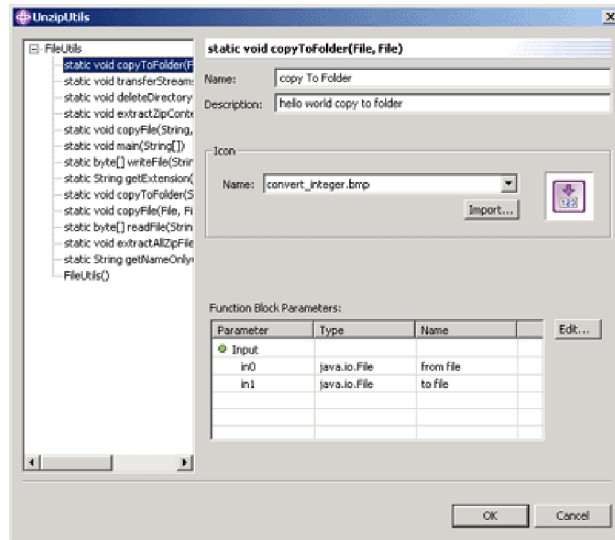 UnzipUtils
FileUtils
static void copyToFolder(F
static void transferStream
static void deleteDirectory
static void extractZipConte
static void copyFile(String,
static void main(String[])
static byte[] writeFile(Strin
static String getExtension(
static void copyToFolder(S
static void copyFile(File, Fi
static byte[] readFile(Strin
static void extractAllZipFile
static String getNameOnly
FileUtils()
static void copyToFolder(File, File)
Name: copy To Folder
Description: hello world copy to folder
Icon
Name: convert_integer.bmp
Import...
123
Function Block Parameters:
Parameter Type Name
Input
in0 java.io.File from file
in1 java.io.File to file
Edit...
OK Cancel